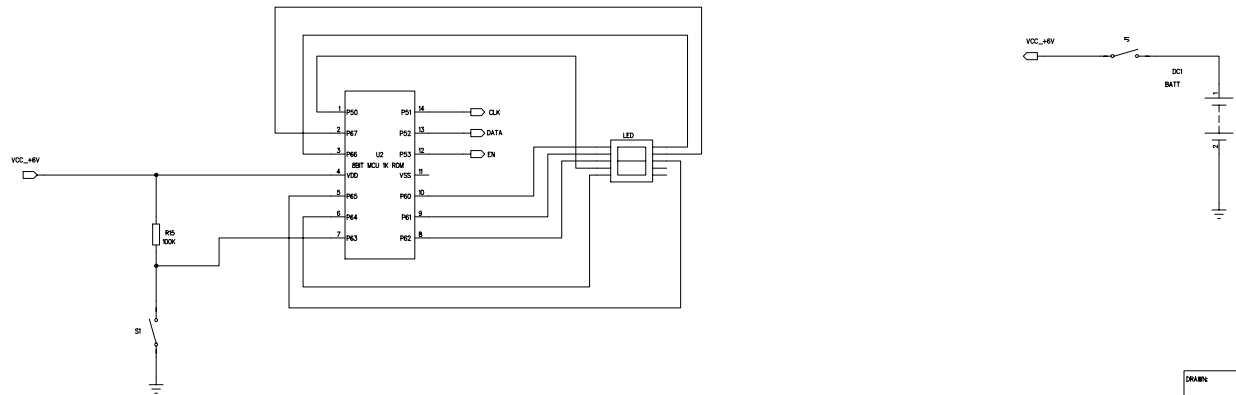 VCC_+6V
DC1
BATT
1
2
1 P50
2 P67
3 P66
4 VDD
5 P65
6 P64
7 P63
P51 14
P52 13
P53 12
VSS 11
P60 10
P61 9
P62 8
U2
8BIT MCU 1K ROM
CLK
DATA
EN
LED
VCC_+6V
R15
100K
S1
DRAWN: